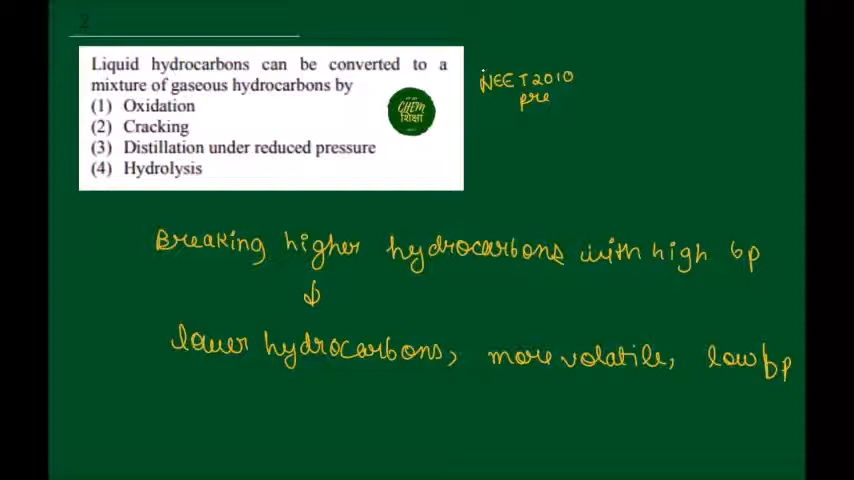 2
Liquid hydrocarbons can be converted to a
mixture of gaseous hydrocarbons by
(1) Oxidation
(2) Cracking
(3) Distillation under reduced pressure
(4) Hydrolysis
CHEM
शिक्षा
NEET 2010
pre
Breaking higher hydrocarbons with high bp
lower hydrocarbons, more volatile, low bp